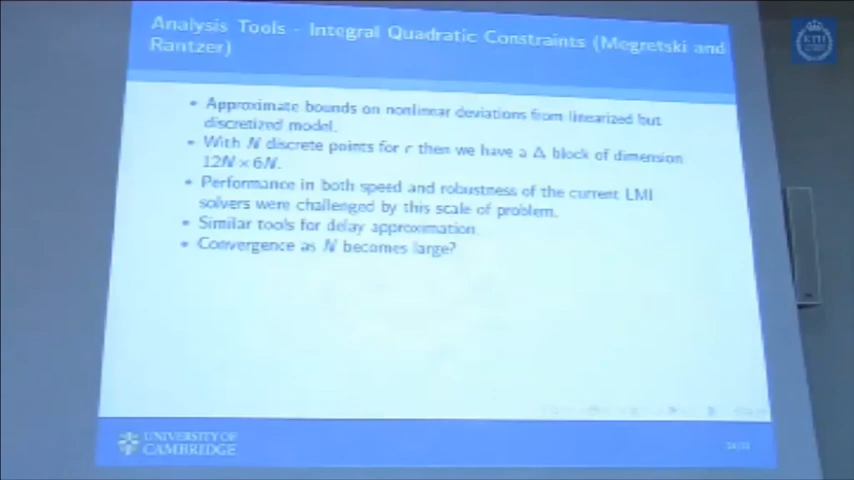 Analysis Tools - Integral Quadratic Constraints (Megretski and
Rantzer)
KTH
• Approximate bounds on nonlinear deviations from linearized but
discretized model.
• With N discrete points for r then we have a Δ block of dimension
12N × 6N.
• Performance in both speed and robustness of the current LMI
solvers were challenged by this scale of problem.
• Similar tools for delay approximation.
• Convergence as N becomes large?
UNIVERSITY OF
CAMBRIDGE